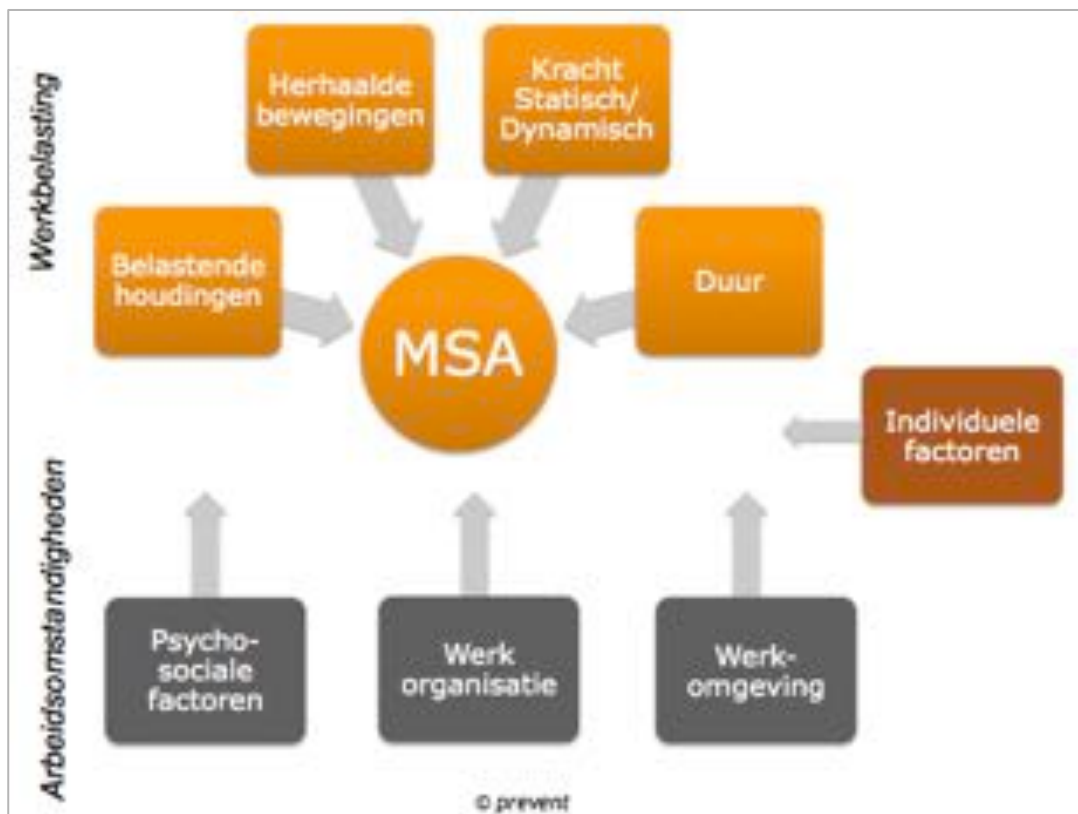 Werkbelasting
Herhaalde
bewegingen
Kracht
Statisch/
Dynamisch
Belastende
houdingen
Duur
MSA
Individuele
factoren
Arbeidsomstandigheden
Psycho-
sociale
factoren
Werk
organisatie
Werk-
omgeving
© prevent